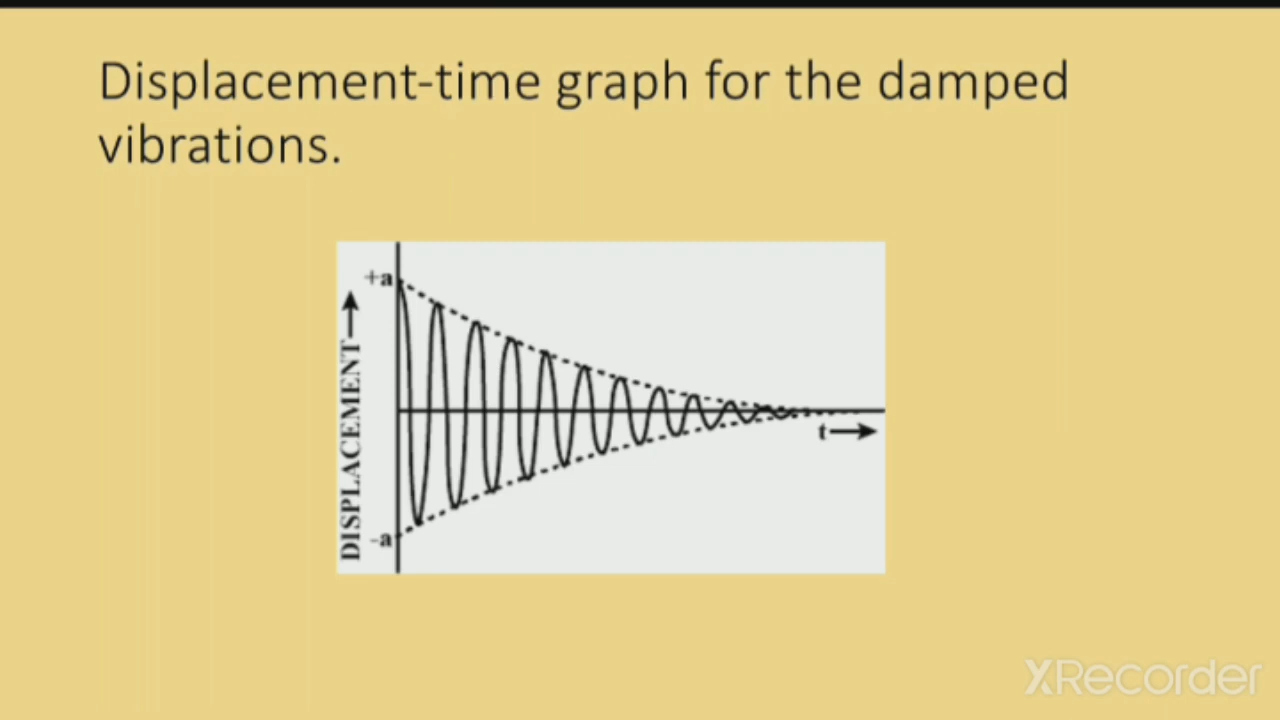 Displacement-time graph for the damped
vibrations.
+a
DISPLACEMENT
t
-a
XRecorder